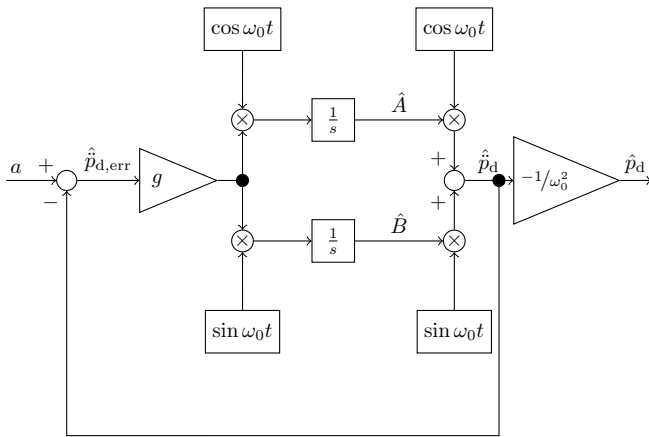 cos ω₀t
cos ω₀t
1/s
Â
a
+
p̂̈_d,err
g
+
p̂̈_d
−1/ω₀²
p̂_d
−
+
1/s
B̂
sin ω₀t
sin ω₀t